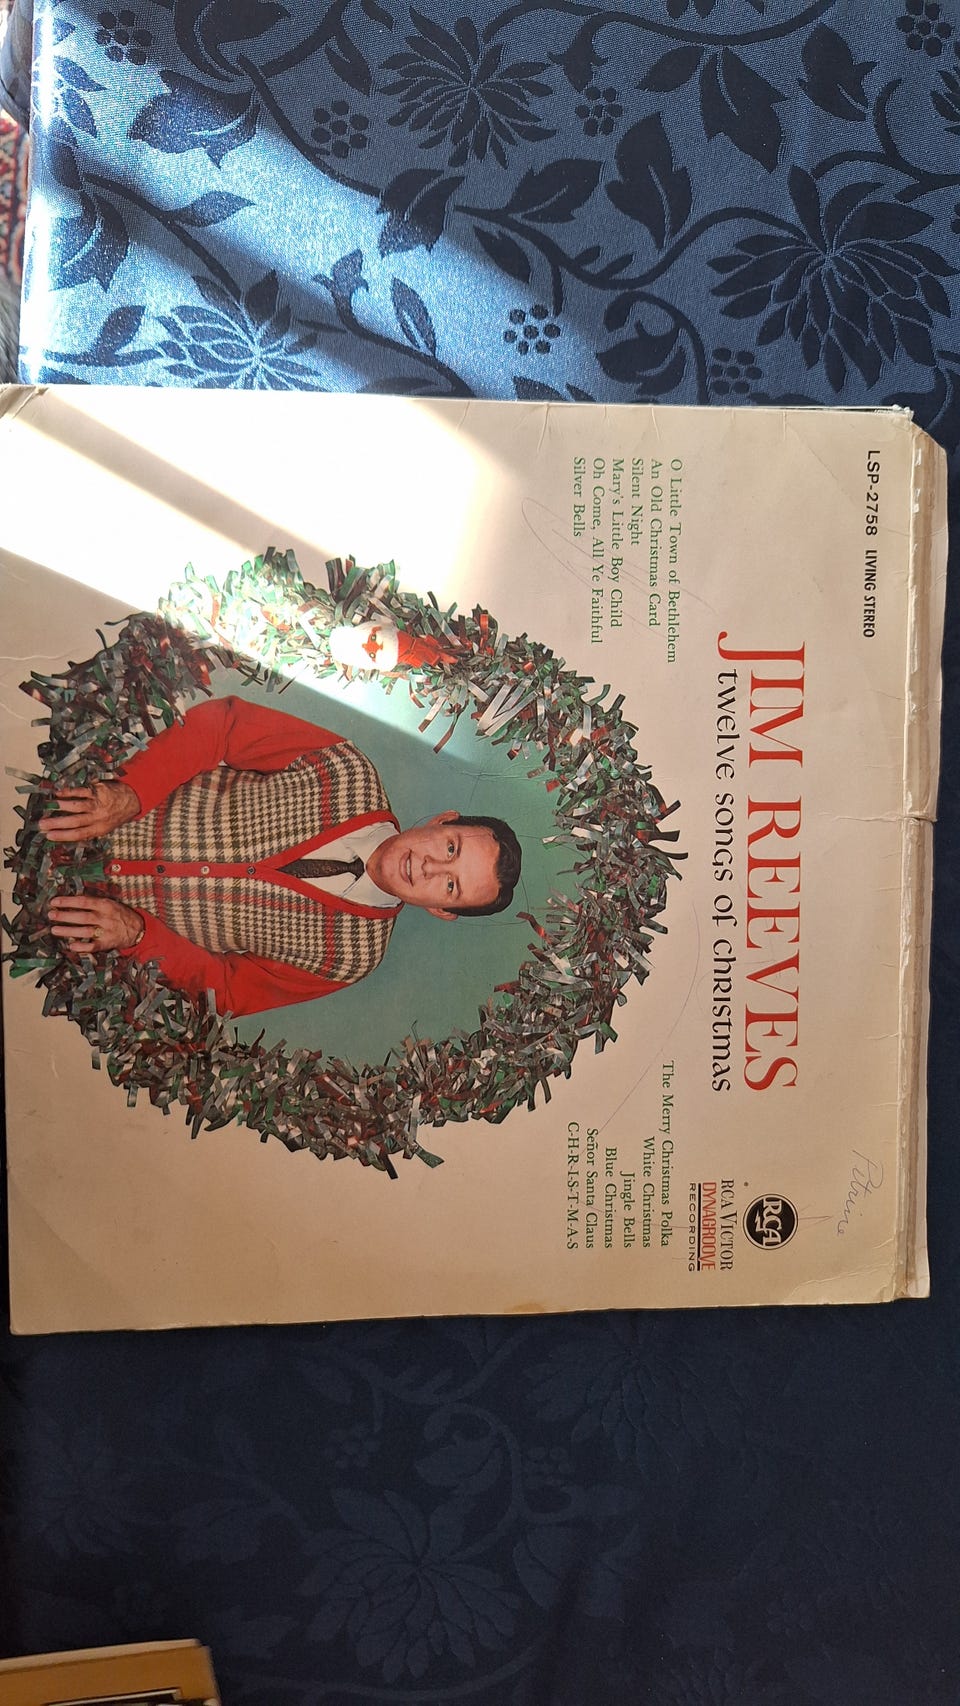 LSP-2758 LIVING STEREO
Petrine
JIM REEVES
twelve songs of christmas
RCA
RCA VICTOR
DYNAGROOVE
RECORDING
O Little Town of Bethlehem
An Old Christmas Card
Silent Night
Mary's Little Boy Child
Oh Come, All Ye Faithful
Silver Bells
The Merry Christmas Polka
White Christmas
Jingle Bells
Blue Christmas
Señor Santa Claus
C-H-R-I-S-T-M-A-S